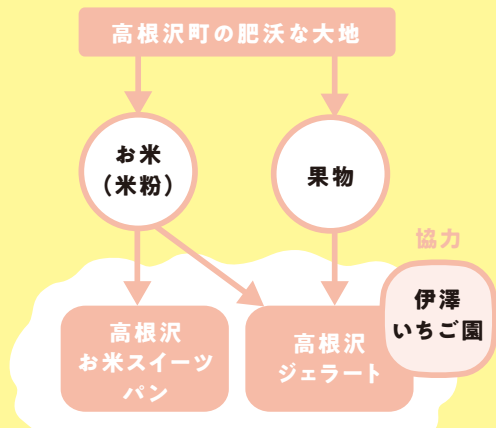 高根沢町の肥沃な大地
お米
（米粉）
果物
協力
伊澤
いちご園
高根沢
お米スイーツ
パン
高根沢
ジェラート